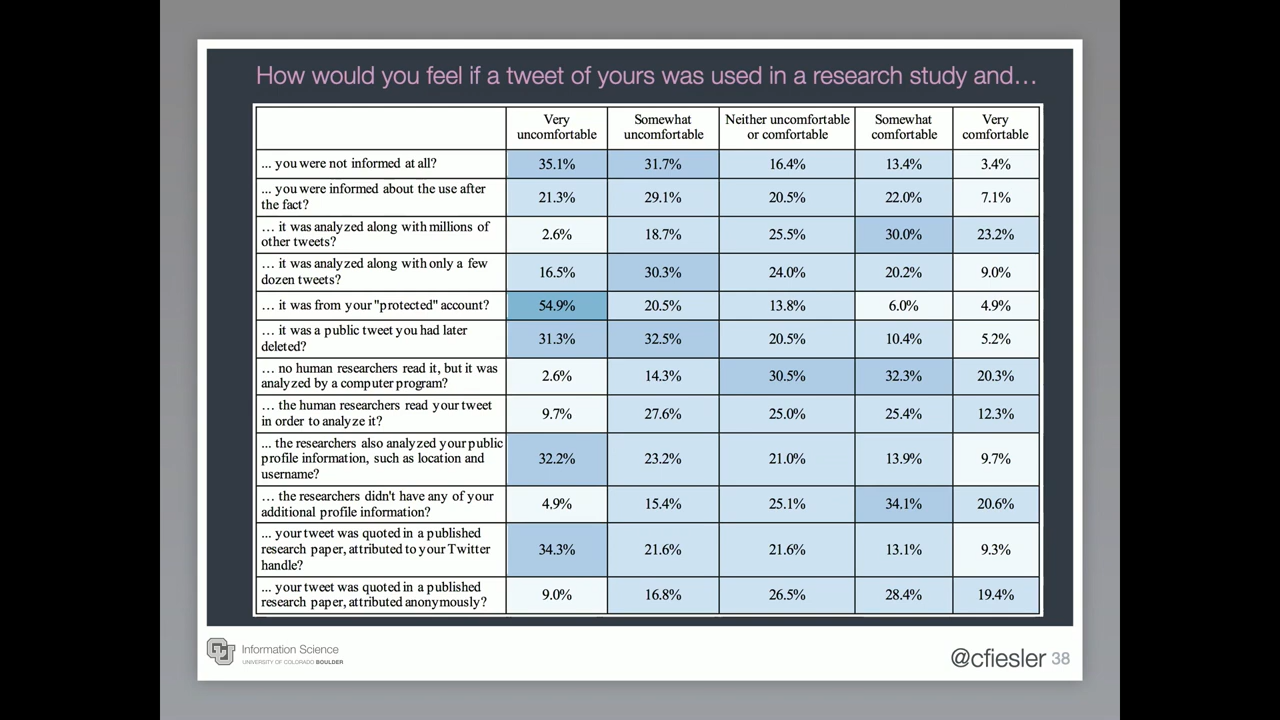 How would you feel if a tweet of yours was used in a research study and…
Very
uncomfortable
Somewhat
uncomfortable
Neither uncomfortable
or comfortable
Somewhat
comfortable
Very
comfortable
... you were not informed at all?
35.1%
31.7%
16.4%
13.4%
3.4%
... you were informed about the use after
the fact?
21.3%
29.1%
20.5%
22.0%
7.1%
… it was analyzed along with millions of
other tweets?
2.6%
18.7%
25.5%
30.0%
23.2%
… it was analyzed along with only a few
dozen tweets?
16.5%
30.3%
24.0%
20.2%
9.0%
… it was from your "protected" account?
54.9%
20.5%
13.8%
6.0%
4.9%
… it was a public tweet you had later
deleted?
31.3%
32.5%
20.5%
10.4%
5.2%
… no human researchers read it, but it was
analyzed by a computer program?
2.6%
14.3%
30.5%
32.3%
20.3%
… the human researchers read your tweet
in order to analyze it?
9.7%
27.6%
25.0%
25.4%
12.3%
... the researchers also analyzed your public
profile information, such as location and
username?
32.2%
23.2%
21.0%
13.9%
9.7%
… the researchers didn't have any of your
additional profile information?
4.9%
15.4%
25.1%
34.1%
20.6%
... your tweet was quoted in a published
research paper, attributed to your Twitter
handle?
34.3%
21.6%
21.6%
13.1%
9.3%
... your tweet was quoted in a published
research paper, attributed anonymously?
9.0%
16.8%
26.5%
28.4%
19.4%
CU
Information Science
UNIVERSITY OF COLORADO BOULDER
@cfiesler 38